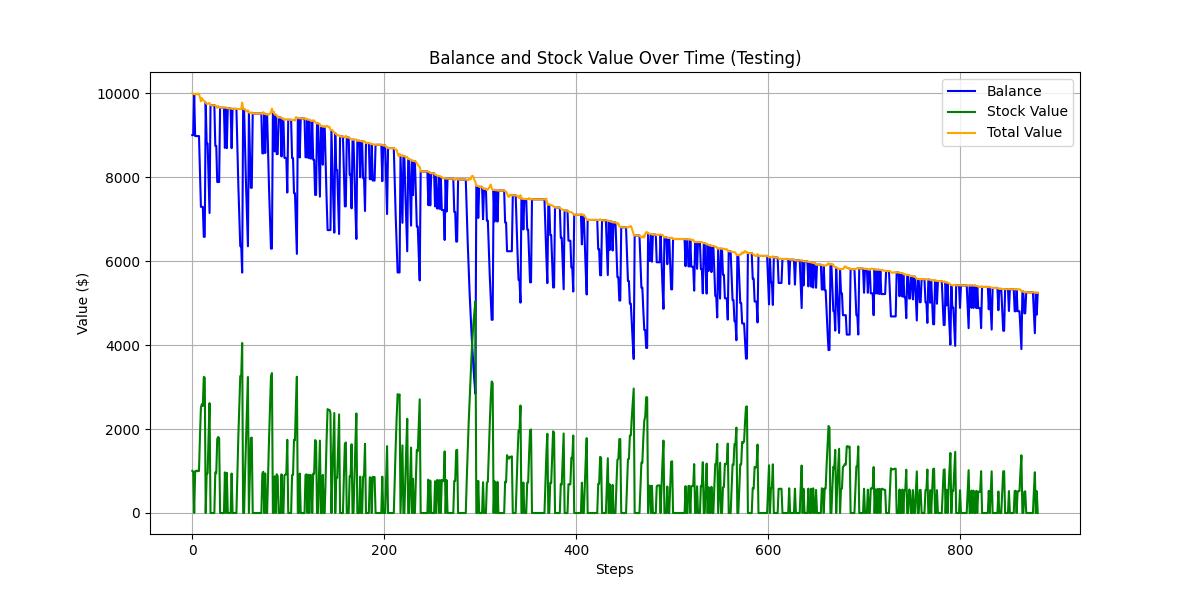 Balance and Stock Value Over Time (Testing)
Balance
Stock Value
Total Value
Value ($)
10000
8000
6000
4000
2000
0
0 200 400 600 800
Steps